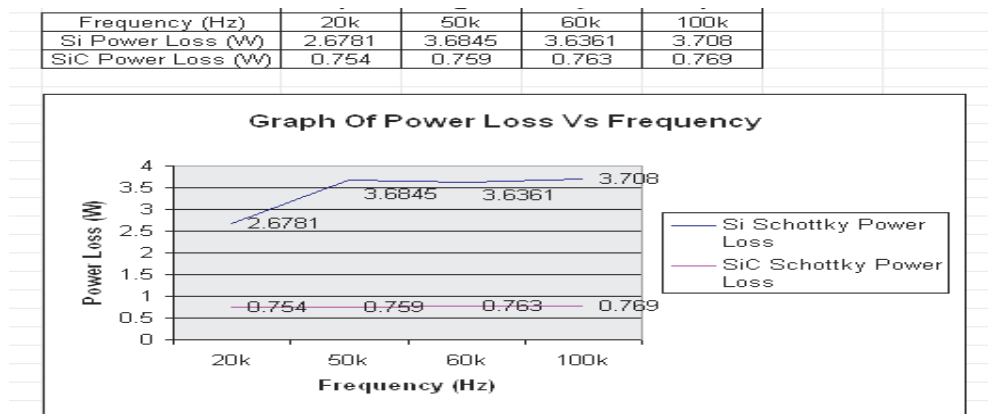 Frequency (Hz) 20k 50k 60k 100k
Si Power Loss (W) 2.6781 3.6845 3.6361 3.708
SiC Power Loss (W) 0.754 0.759 0.763 0.769
Graph Of Power Loss Vs Frequency
Power Loss (W)
4
3.5
3
2.5
2
1.5
1
0.5
0
2.6781 3.6845 3.6361 3.708
0.754 0.759 0.763 0.769
20k 50k 60k 100k
Frequency (Hz)
Si Schottky Power
Loss
SiC Schottky Power
Loss